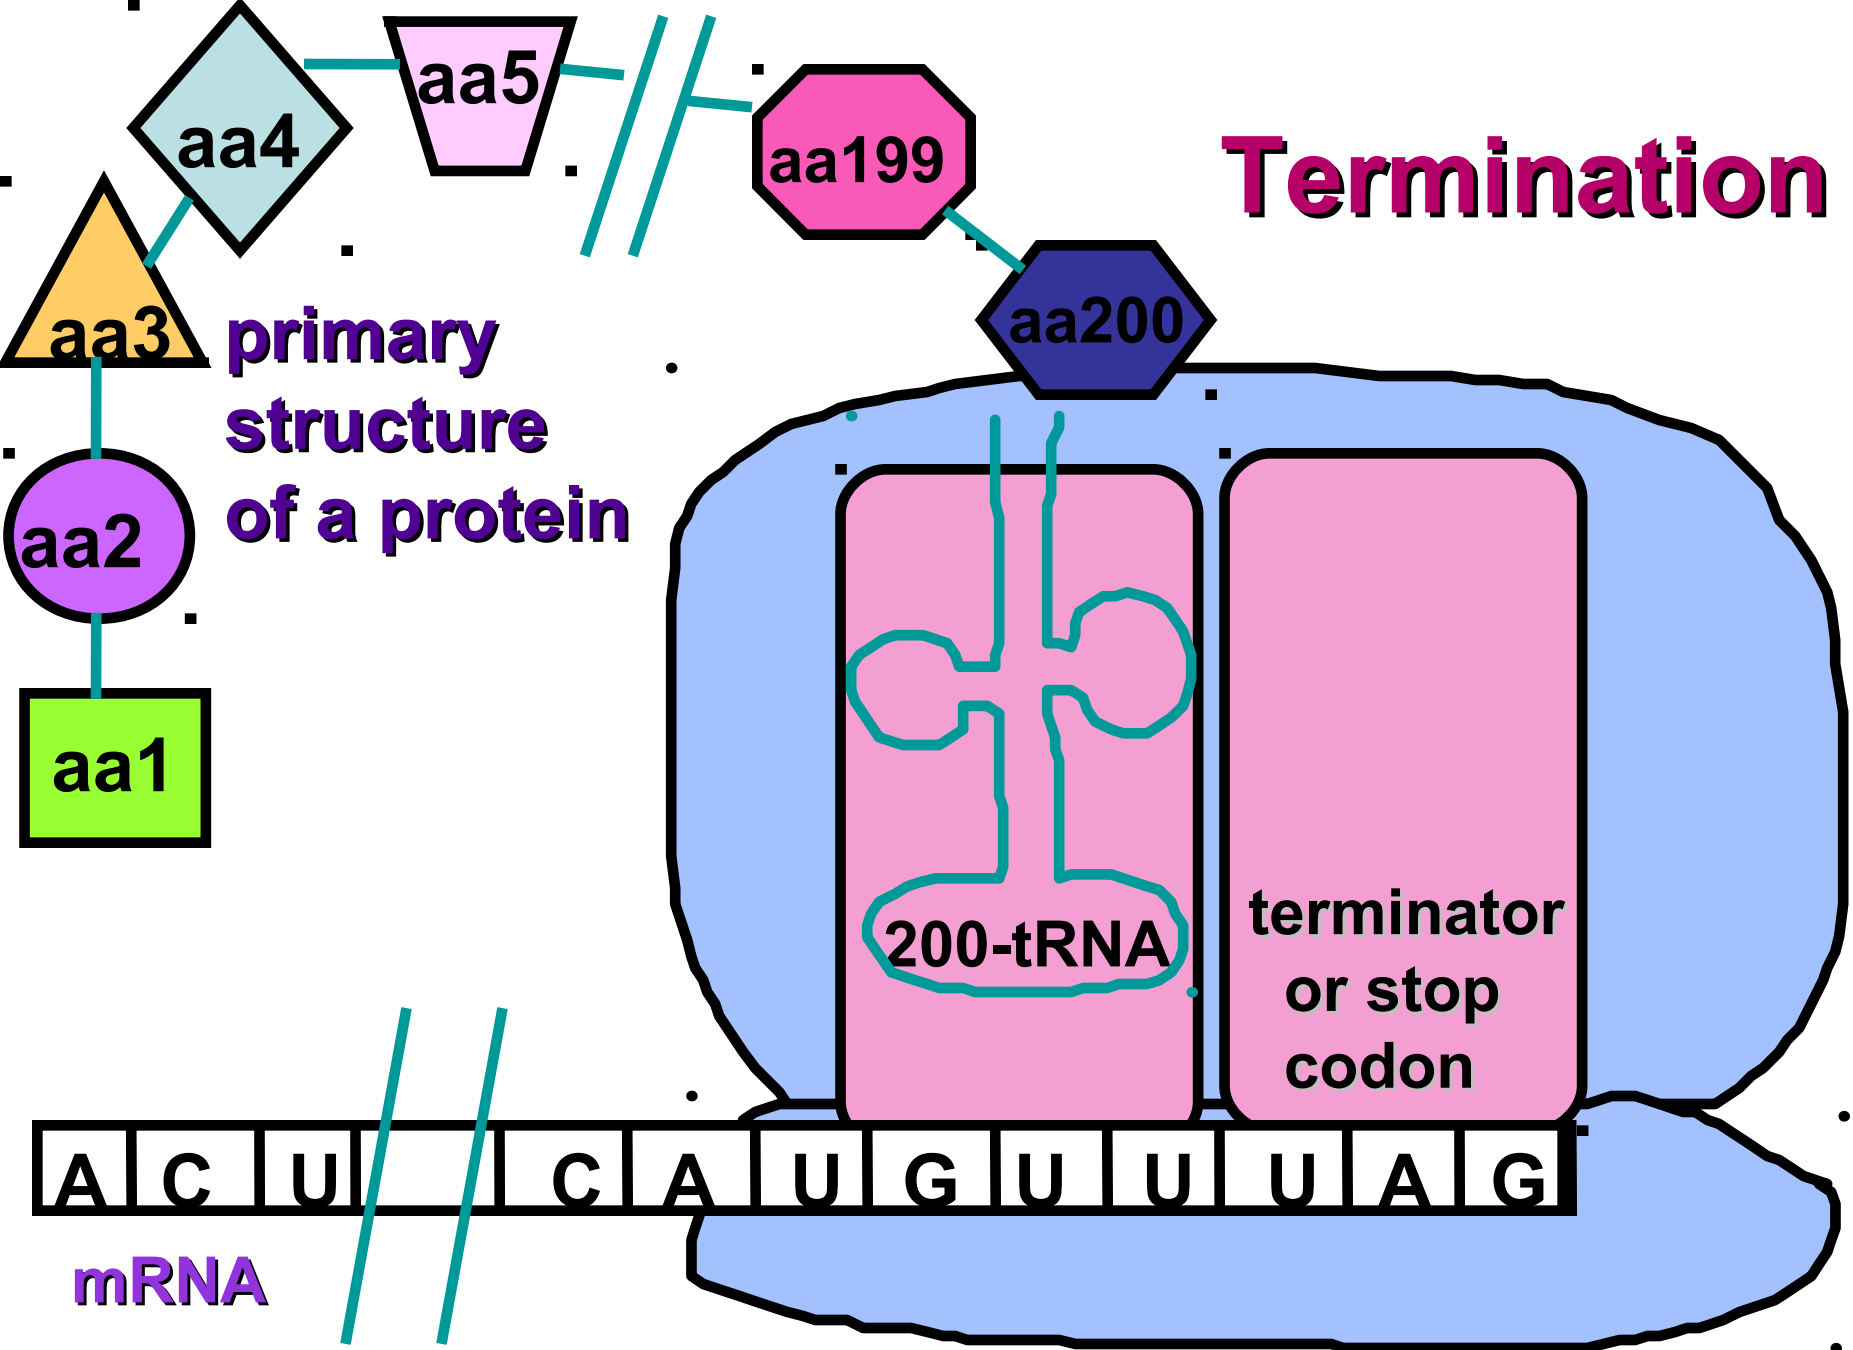 aa5
aa4
aa199
Termination
aa200
aa3
primary
structure
of a protein
aa2
aa1
200-tRNA
terminator
or stop
codon
A C U C A U G U U U A G
mRNA